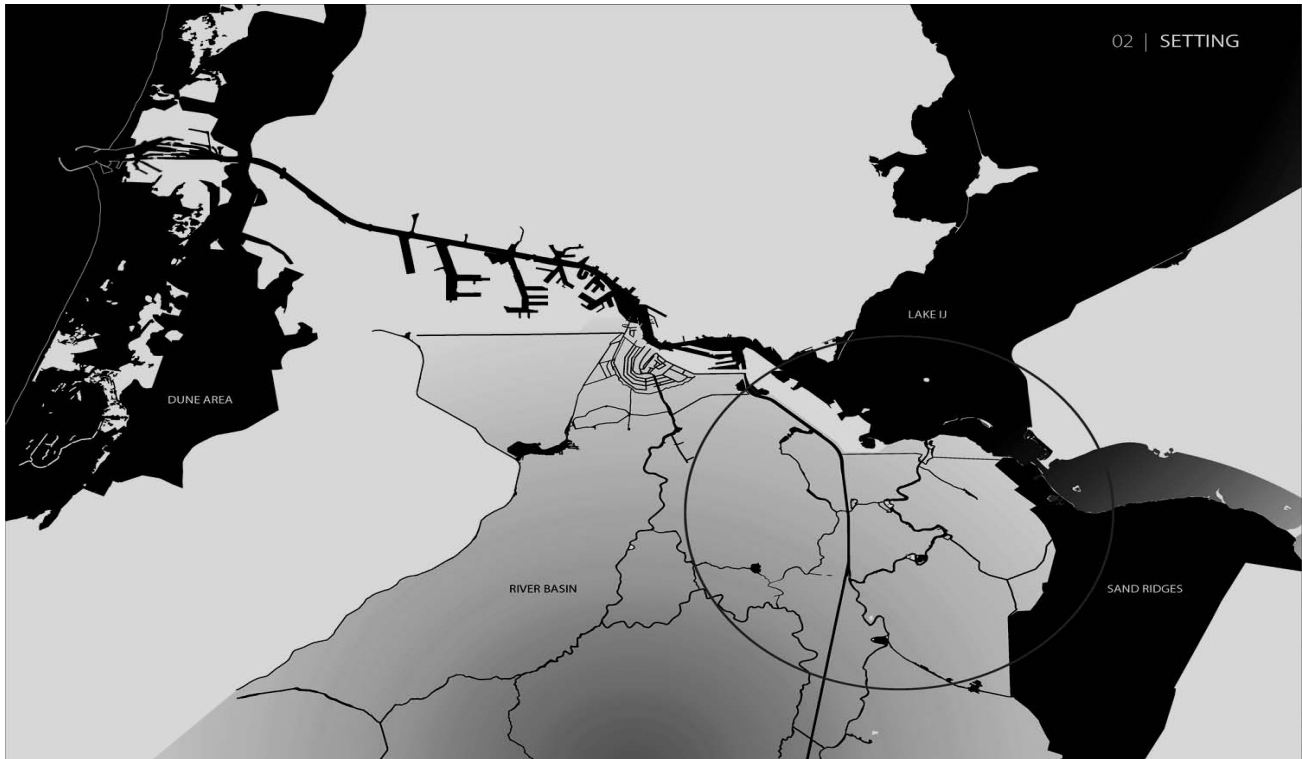 02 | SETTING
LAKE IJ
DUNE AREA
RIVER BASIN
SAND RIDGES